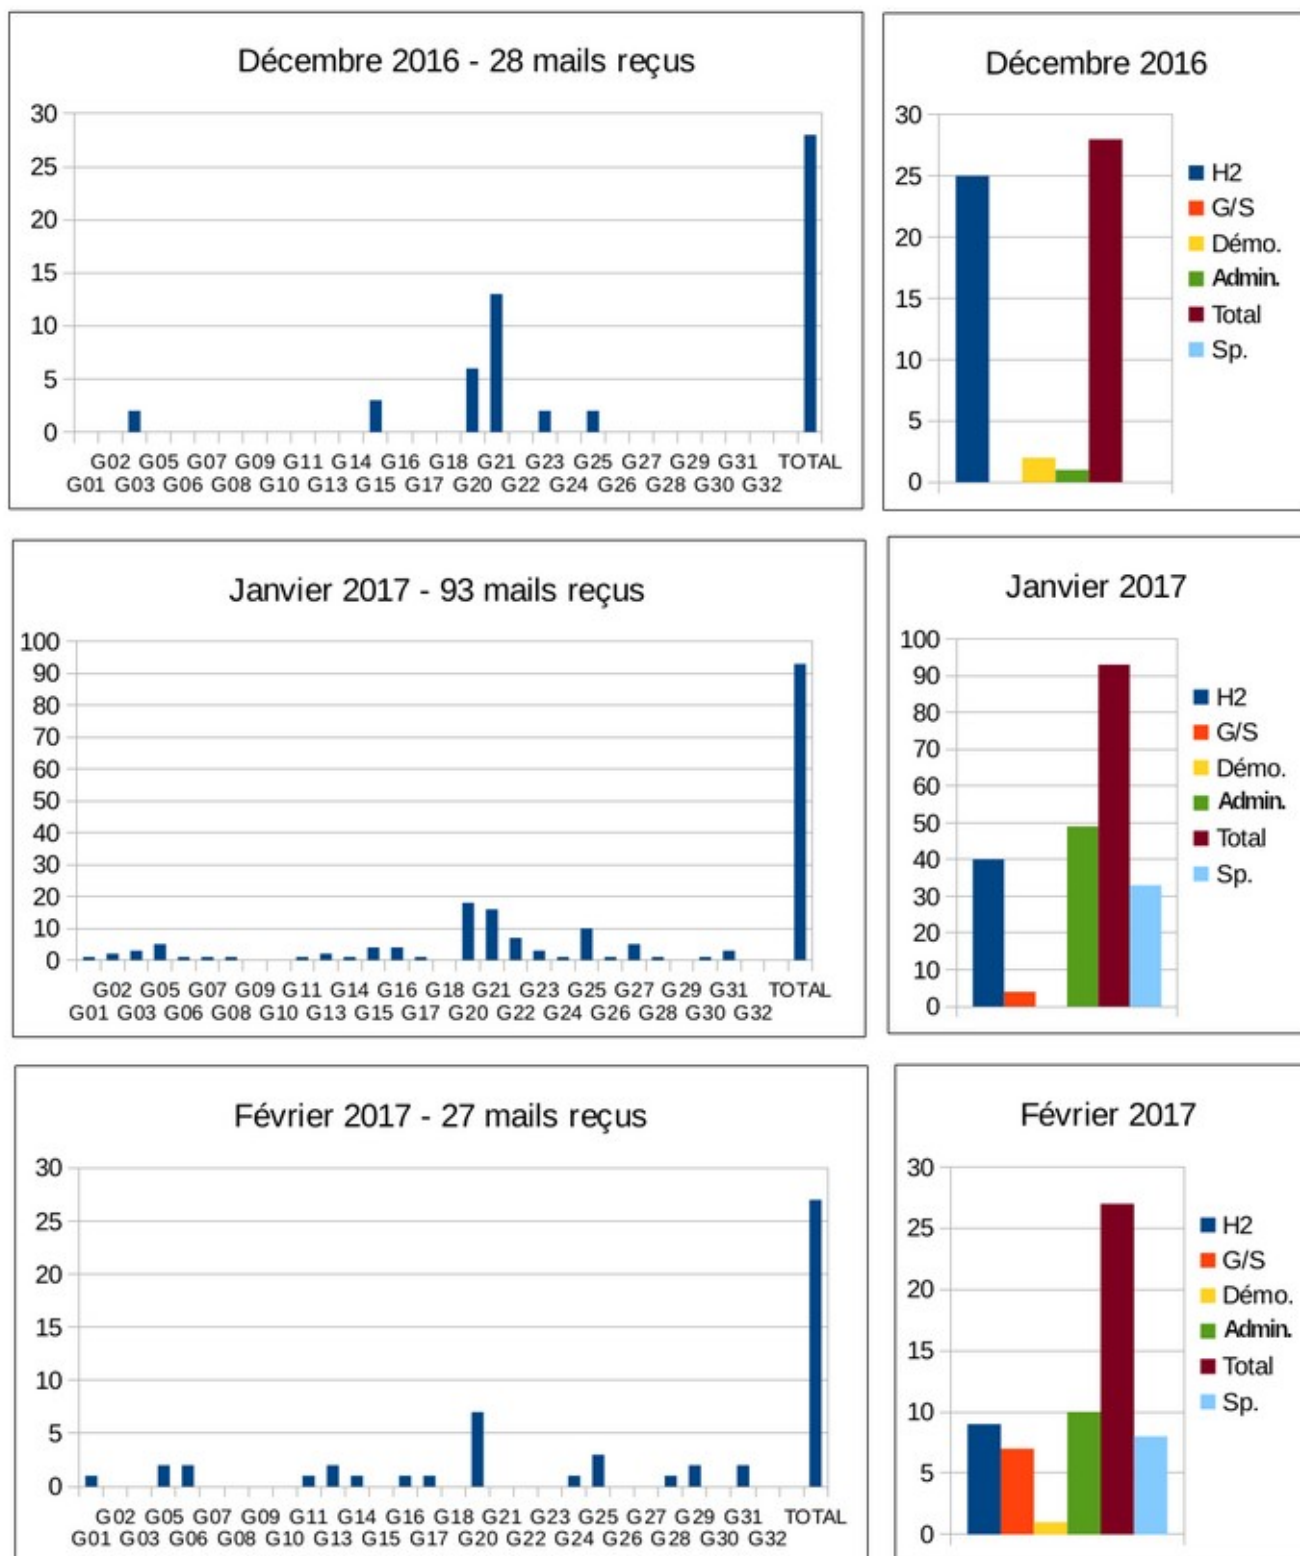 Décembre 2016 - 28 mails reçus
30
25
20
15
10
5
0
G02 G05 G07 G09 G11 G14 G16 G18 G21 G23 G25 G27 G29 G31 TOTAL
G01 G03 G06 G08 G10 G13 G15 G17 G20 G22 G24 G26 G28 G30 G32
Décembre 2016
30
25
20
15
10
5
0
H2
G/S
Démo.
Admin.
Total
Sp.
Janvier 2017 - 93 mails reçus
100
90
80
70
60
50
40
30
20
10
0
G02 G05 G07 G09 G11 G14 G16 G18 G21 G23 G25 G27 G29 G31 TOTAL
G01 G03 G06 G08 G10 G13 G15 G17 G20 G22 G24 G26 G28 G30 G32
Janvier 2017
100
90
80
70
60
50
40
30
20
10
0
H2
G/S
Démo.
Admin.
Total
Sp.
Février 2017 - 27 mails reçus
30
25
20
15
10
5
0
G02 G05 G07 G09 G11 G14 G16 G18 G21 G23 G25 G27 G29 G31 TOTAL
G01 G03 G06 G08 G10 G13 G15 G17 G20 G22 G24 G26 G28 G30 G32
Février 2017
30
25
20
15
10
5
0
H2
G/S
Démo.
Admin.
Total
Sp.